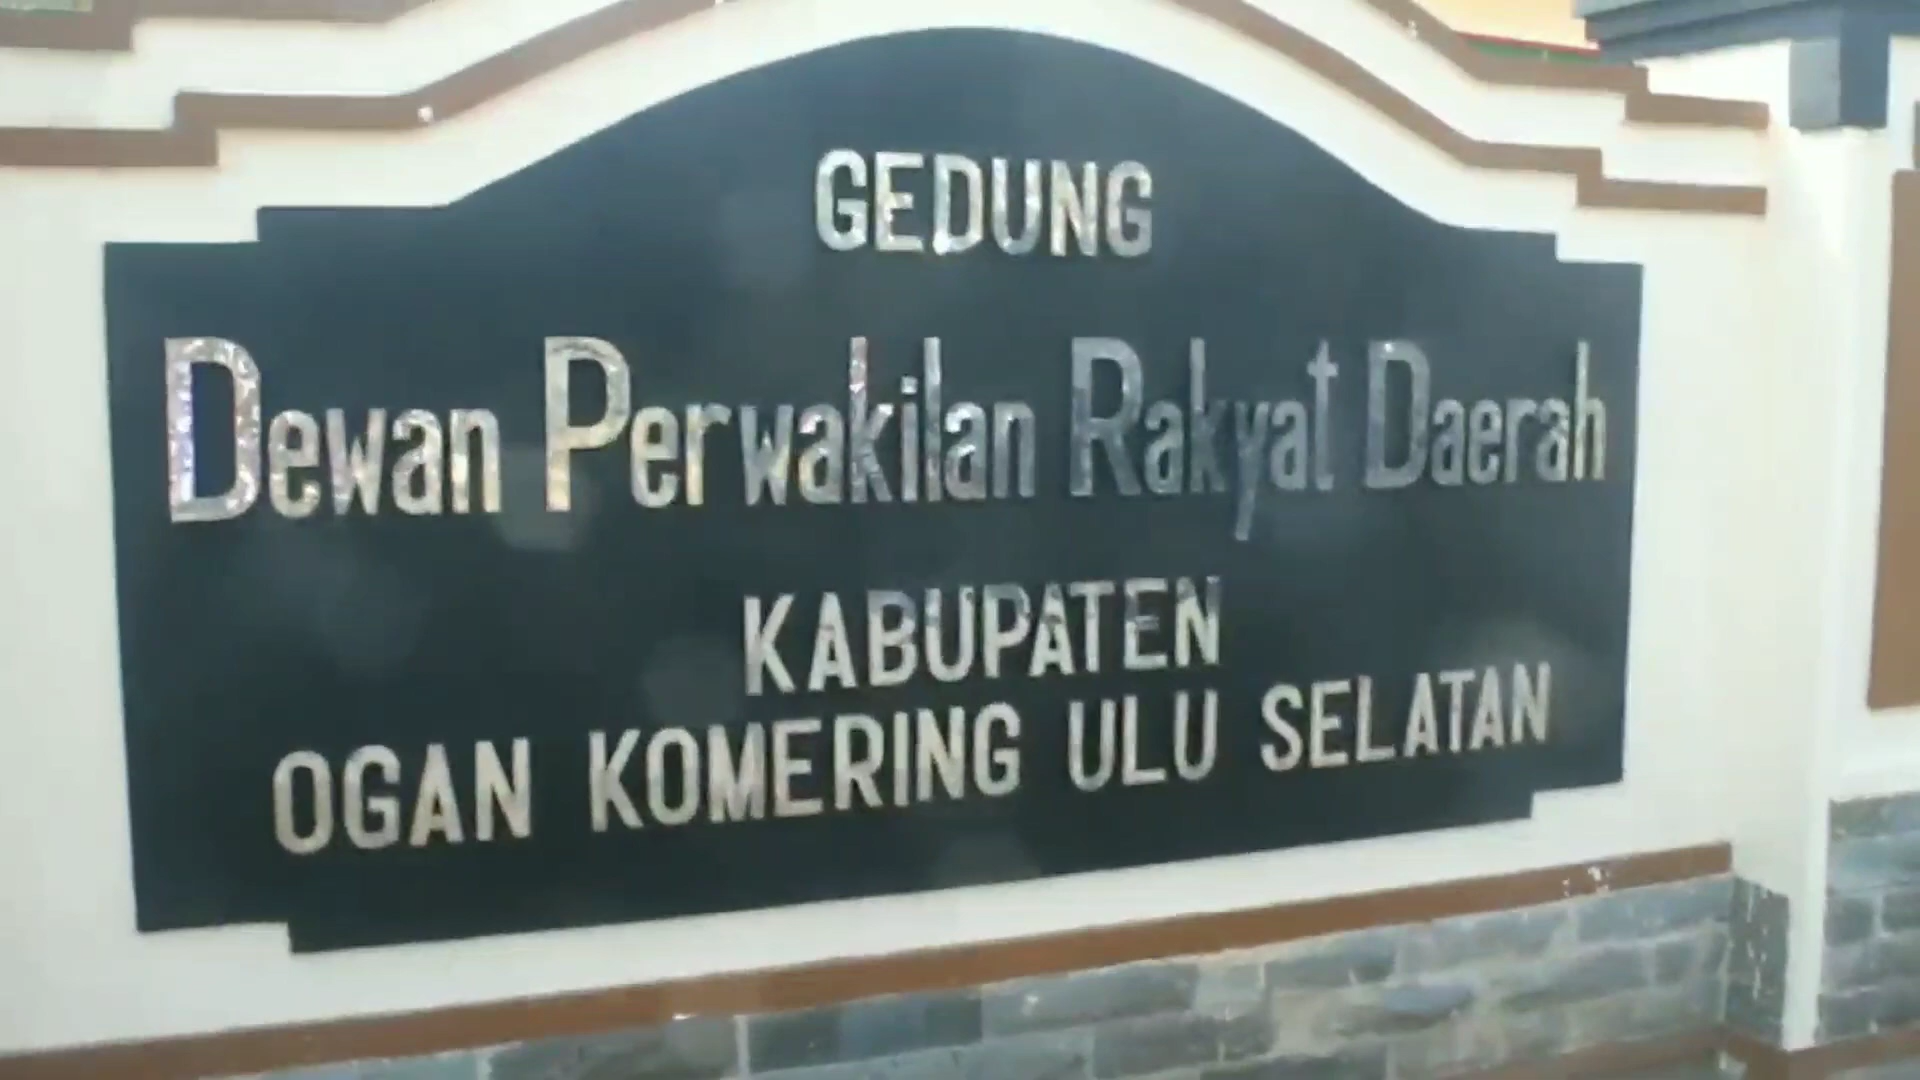 GEDUNG
Dewan Perwakilan Rakyat Daerah
KABUPATEN
OGAN KOMERING ULU SELATAN